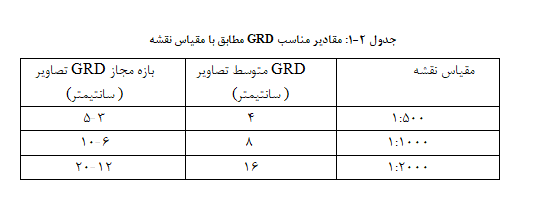 جدول ۲-۱: مقادیر مناسب GRD مطابق با مقیاس نقشه
مقیاس نقشه GRD متوسط تصاویر بازه مجاز GRD تصاویر
(سانتیمتر) (سانتیمتر)
۱:۵۰۰ ۴ ۵-۳
۱:۱۰۰۰ ۸ ۱۰-۶
۱:۲۰۰۰ ۱۶ ۲۰-۱۲